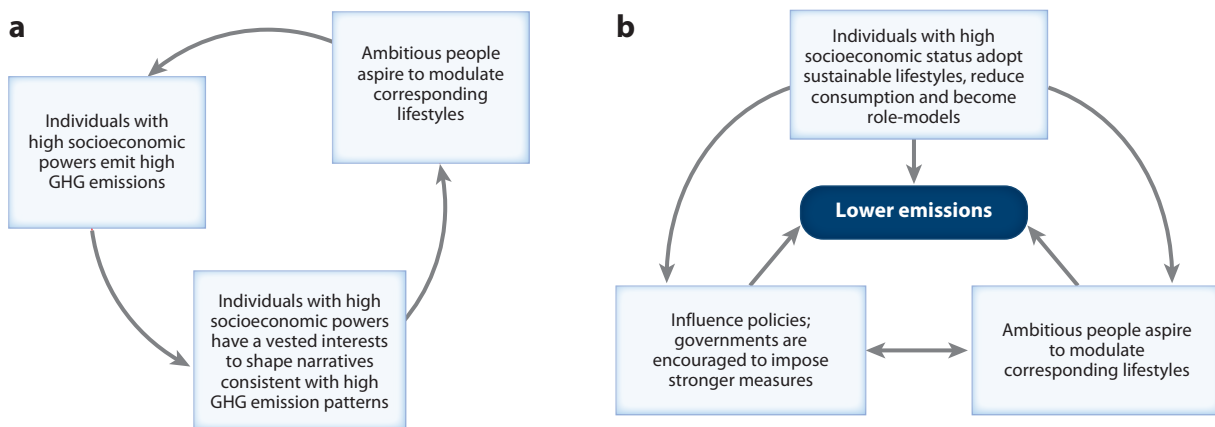 a
Ambitious people
aspire to modulate
corresponding
lifestyles
Individuals with
high socioeconomic
powers emit high
GHG emissions
Individuals with high
socioeconomic powers
have a vested interests
to shape narratives
consistent with high
GHG emission patterns
b
Individuals with high
socioeconomic status adopt
sustainable lifestyles, reduce
consumption and become
role-models
Lower emissions
Influence policies;
governments are
encouraged to impose
stronger measures
Ambitious people aspire
to modulate
corresponding lifestyles